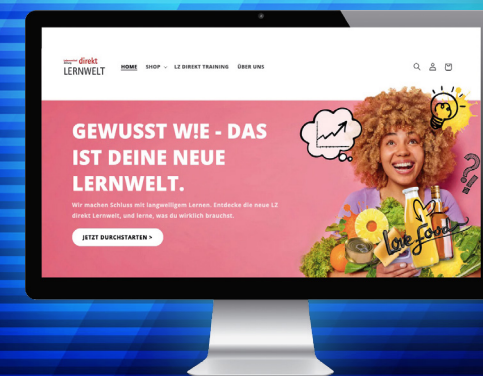 direkt
LERNWELT
HOME SHOP LZ DIREKT TRAINING ÜBER UNS
GEWUSST W!E - DAS
IST DEINE NEUE
LERNWELT.
Wir machen Schluss mit langweiligem Lernen. Entdecke die neue LZ
direkt Lernwelt, und lerne, was du wirklich brauchst.
JETZT DURCHSTARTEN >
Love Food